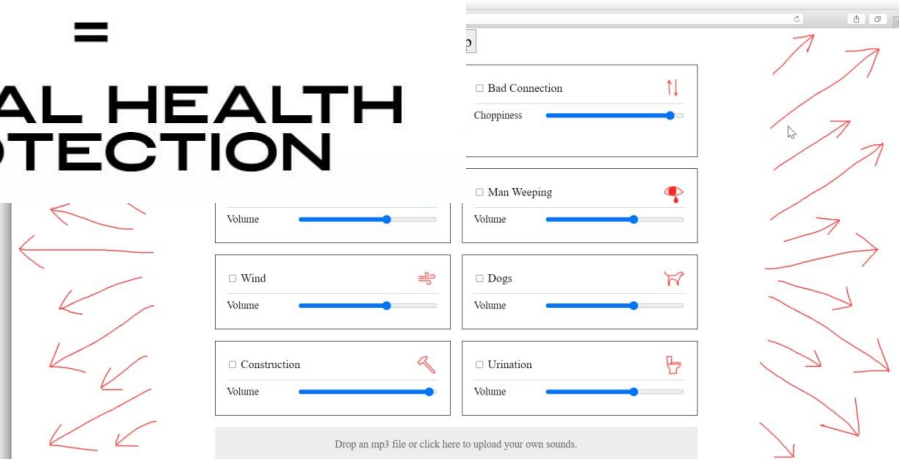 =
AL HEALTH
OTECTION
Bad Connection
Choppiness
Man Weeping
Volume
Volume
Wind
Dogs
Volume
Volume
Construction
Urination
Volume
Volume
Drop an mp3 file or click here to upload your own sounds.